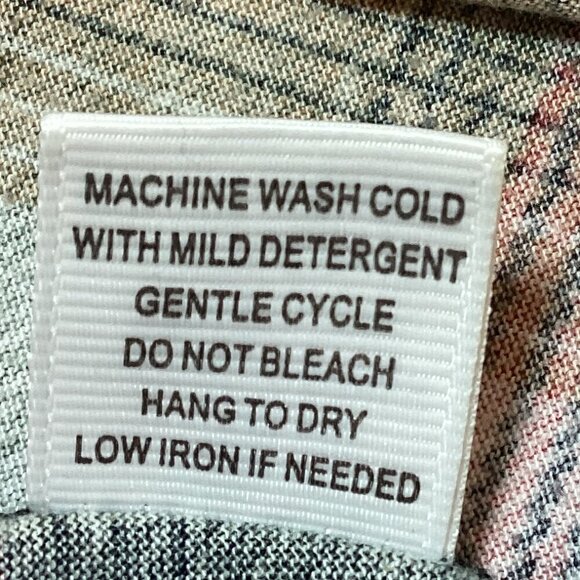 MACHINE WASH COLD
WITH MILD DETERGENT
GENTLE CYCLE
DO NOT BLEACH
HANG TO DRY
LOW IRON IF NEEDED